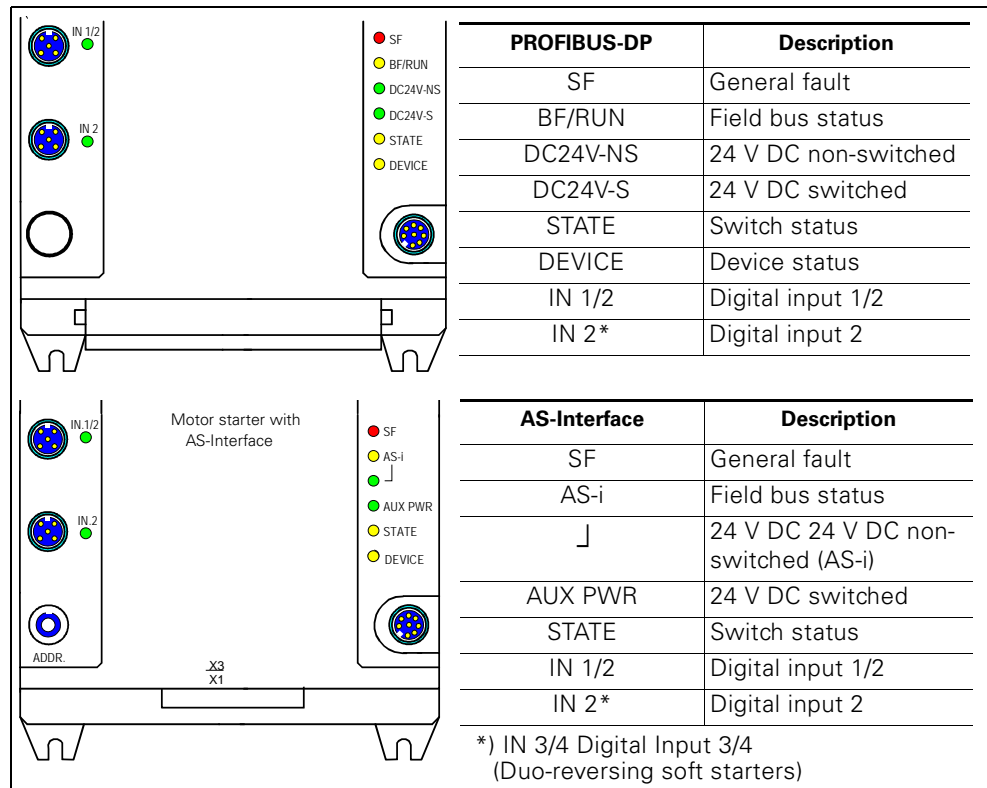 IN 1/2
IN 2
SF
BF/RUN
DC24V-NS
DC24V-S
STATE
DEVICE
PROFIBUS-DP Description
SF General fault
BF/RUN Field bus status
DC24V-NS 24 V DC non-switched
DC24V-S 24 V DC switched
STATE Switch status
DEVICE Device status
IN 1/2 Digital input 1/2
IN 2* Digital input 2
IN.1/2
IN.2
ADDR.
Motor starter with
AS-Interface
X3
X1
SF
AS-i
AUX PWR
STATE
DEVICE
AS-Interface Description
SF General fault
AS-i Field bus status
24 V DC 24 V DC non-
switched (AS-i)
AUX PWR 24 V DC switched
STATE Switch status
IN 1/2 Digital input 1/2
IN 2* Digital input 2
*) IN 3/4 Digital Input 3/4
(Duo-reversing soft starters)